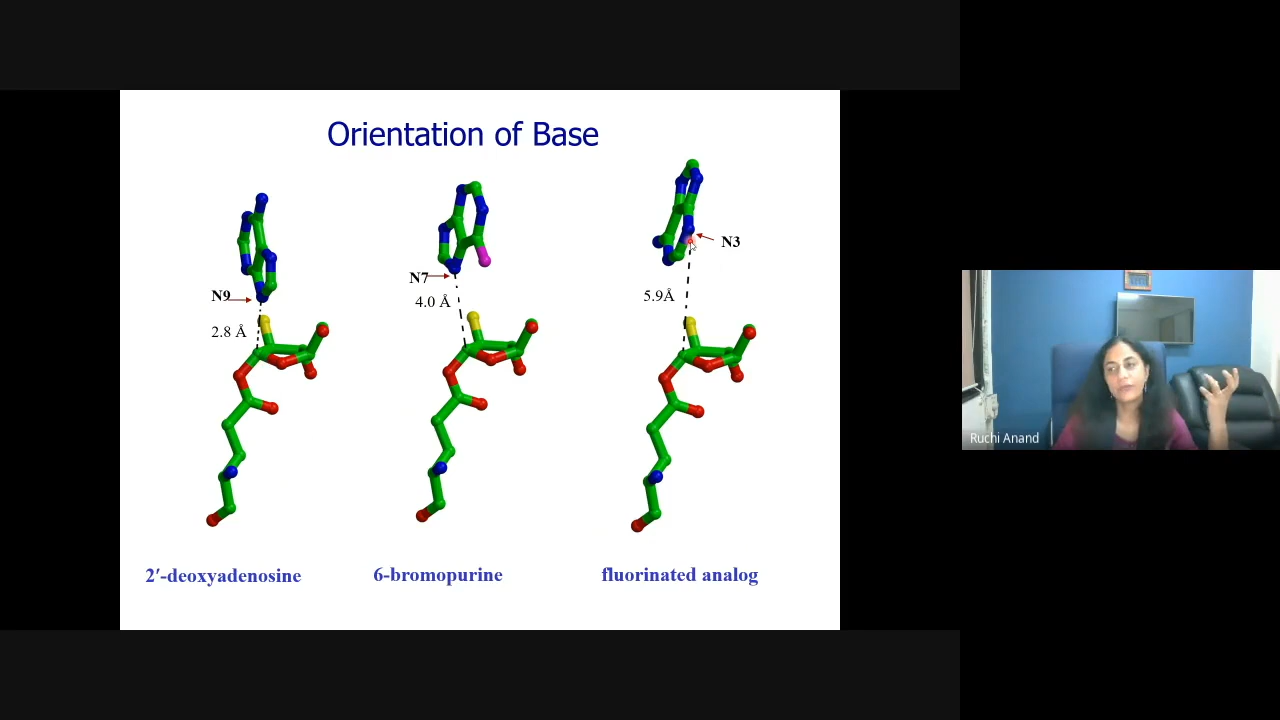 Orientation of Base
N3
N7
N9
5.9Å
4.0 Å
2.8 Å
Ruchi Anand
2′-deoxyadenosine
6-bromopurine
fluorinated analog